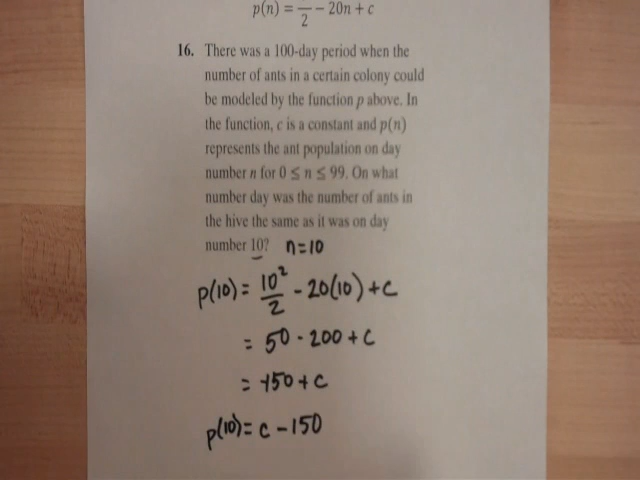 p(n) = — / 2 − 20n + c
16. There was a 100-day period when the
number of ants in a certain colony could
be modeled by the function p above. In
the function, c is a constant and p(n)
represents the ant population on day
number n for 0 ≤ n ≤ 99. On what
number day was the number of ants in
the hive the same as it was on day
number 10? n=10
p(10) = 10²/2 - 20(10) + c
= 50 - 200 + c
= -150 + c
p(10) = c - 150